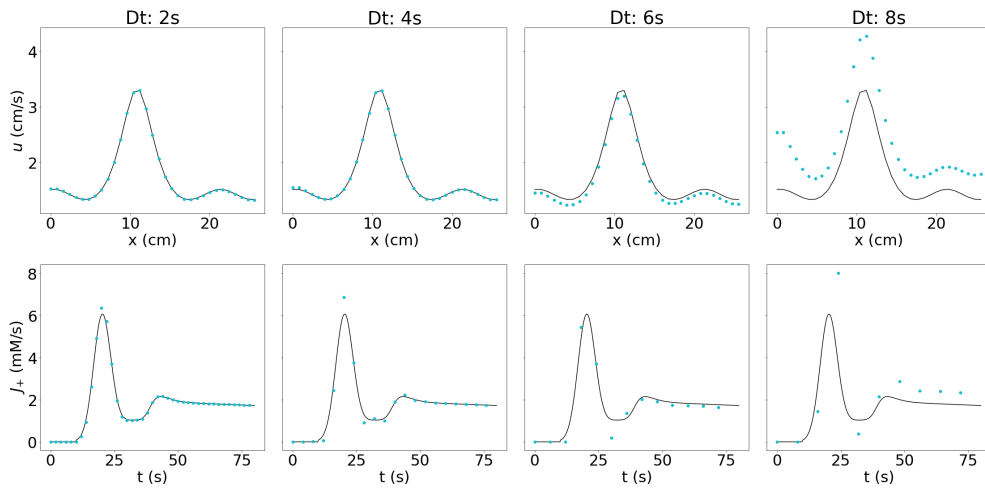 Dt: 2s
Dt: 4s
Dt: 6s
Dt: 8s
u (cm/s)
4
3
2
0 10 20
x (cm)
0 10 20
x (cm)
0 10 20
x (cm)
0 10 20
x (cm)
J+ (mM/s)
8
6
4
2
0
0 25 50 75
t (s)
0 25 50 75
t (s)
0 25 50 75
t (s)
0 25 50 75
t (s)